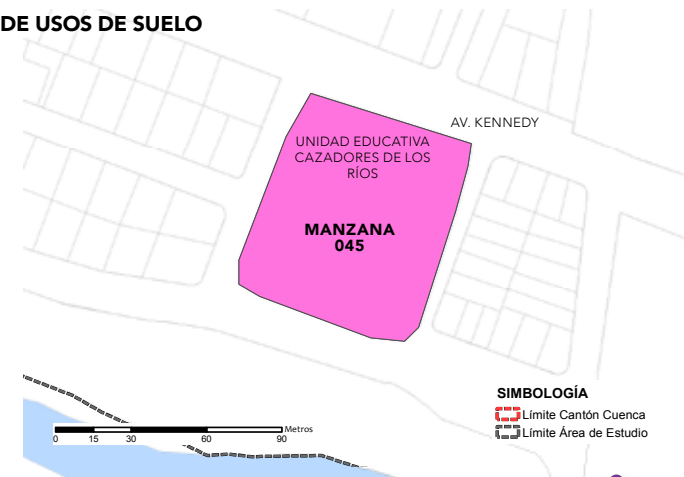 DE USOS DE SUELO
AV. KENNEDY
UNIDAD EDUCATIVA
CAZADORES DE LOS
RÍOS
MANZANA
045
SIMBOLOGÍA
Límite Cantón Cuenca
Límite Área de Estudio
Metros
0 15 30 60 90